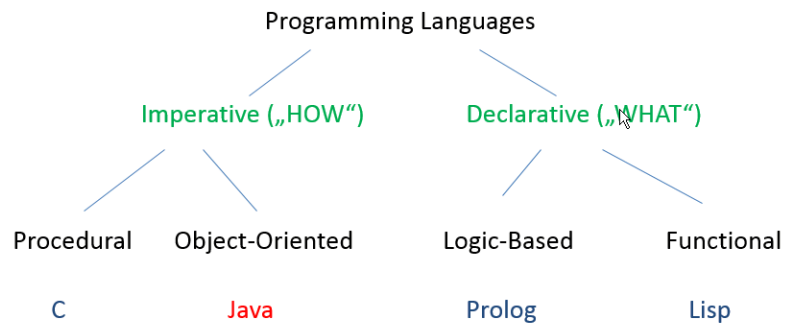 Programming Languages
Imperative („HOW“) Declarative („WHAT“)
Procedural Object-Oriented Logic-Based Functional
C Java Prolog Lisp